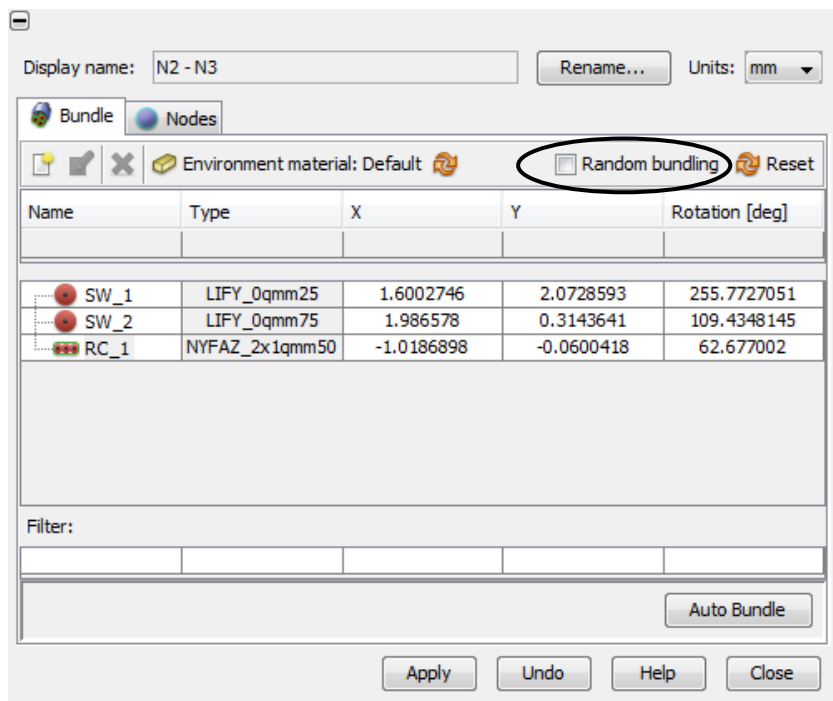 Display name: N2 - N3 Rename... Units: mm
Bundle Nodes
Environment material: Default Random bundling Reset
Name Type X Y Rotation [deg]
SW_1 LIFY_0qmm25 1.6002746 2.0728593 255.7727051
SW_2 LIFY_0qmm75 1.986578 0.3143641 109.4348145
RC_1 NYFAZ_2x1qmm50 -1.0186898 -0.0600418 62.677002
Filter:
Auto Bundle
Apply Undo Help Close